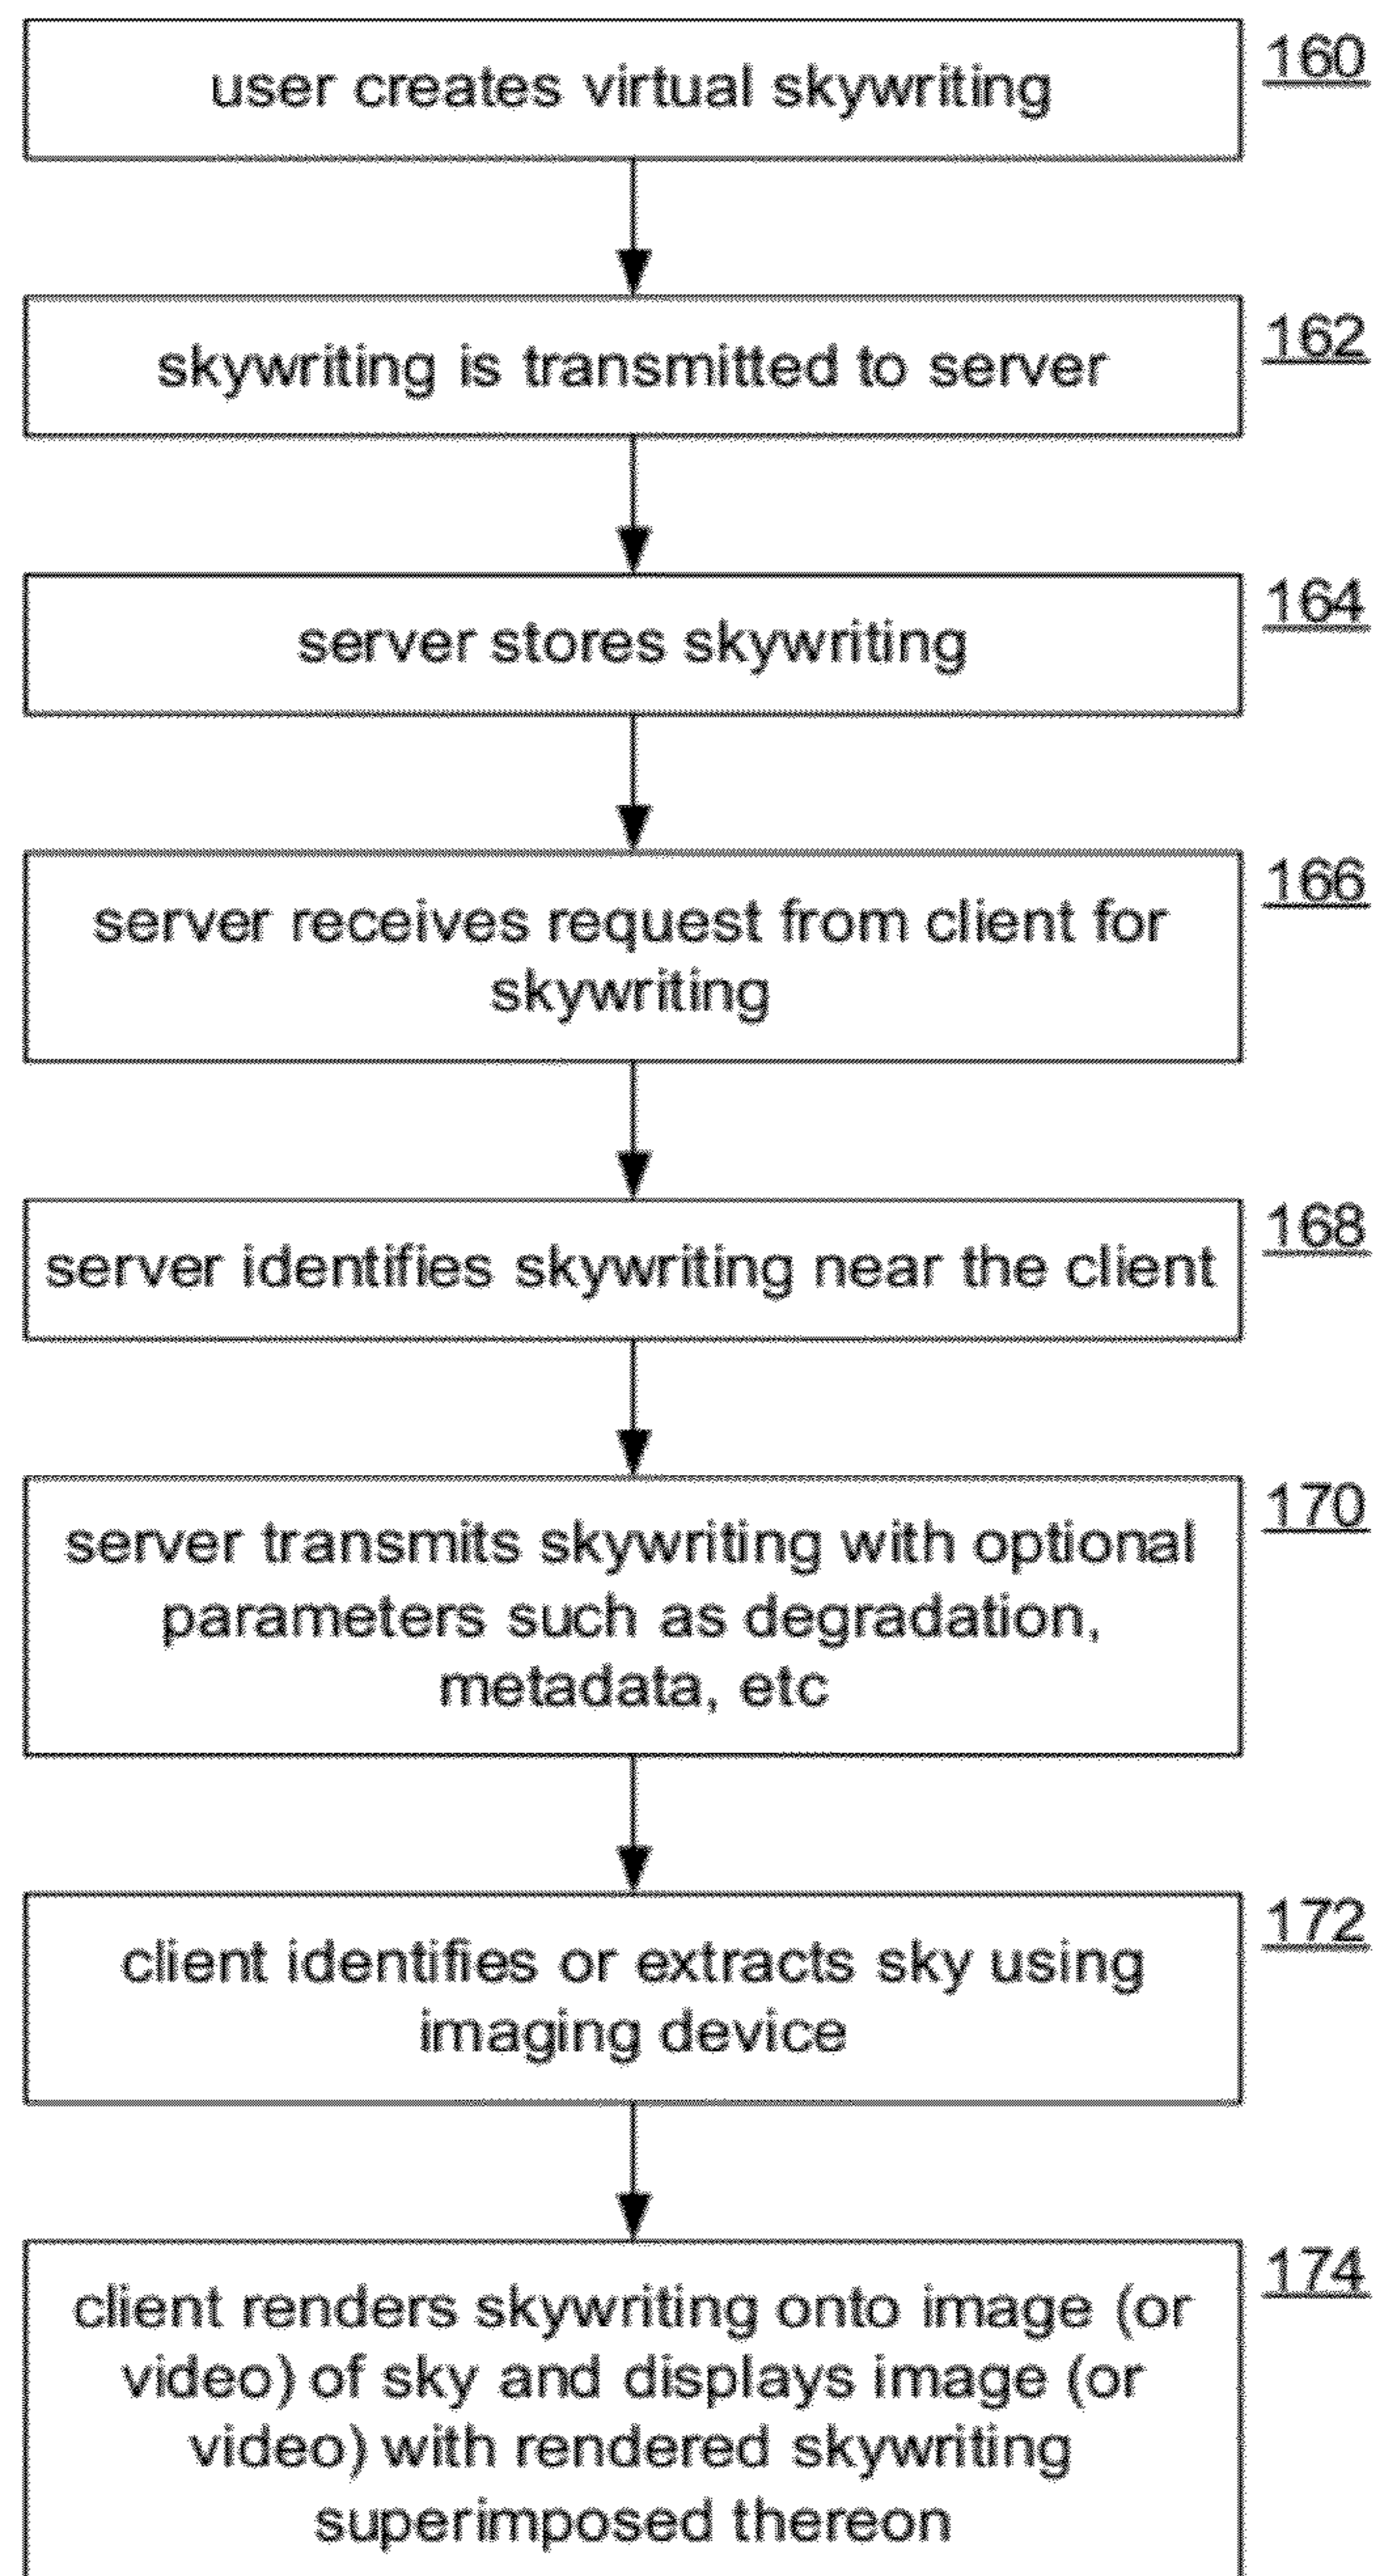 user creates virtual skywriting
160
skywriting is transmitted to server
162
server stores skywriting
164
server receives request from client for
skywriting
166
server identifies skywriting near the client
168
server transmits skywriting with optional
parameters such as degradation,
metadata, etc
170
client identifies or extracts sky using
imaging device
172
client renders skywriting onto image (or
video) of sky and displays image (or
video) with rendered skywriting
superimposed thereon
174